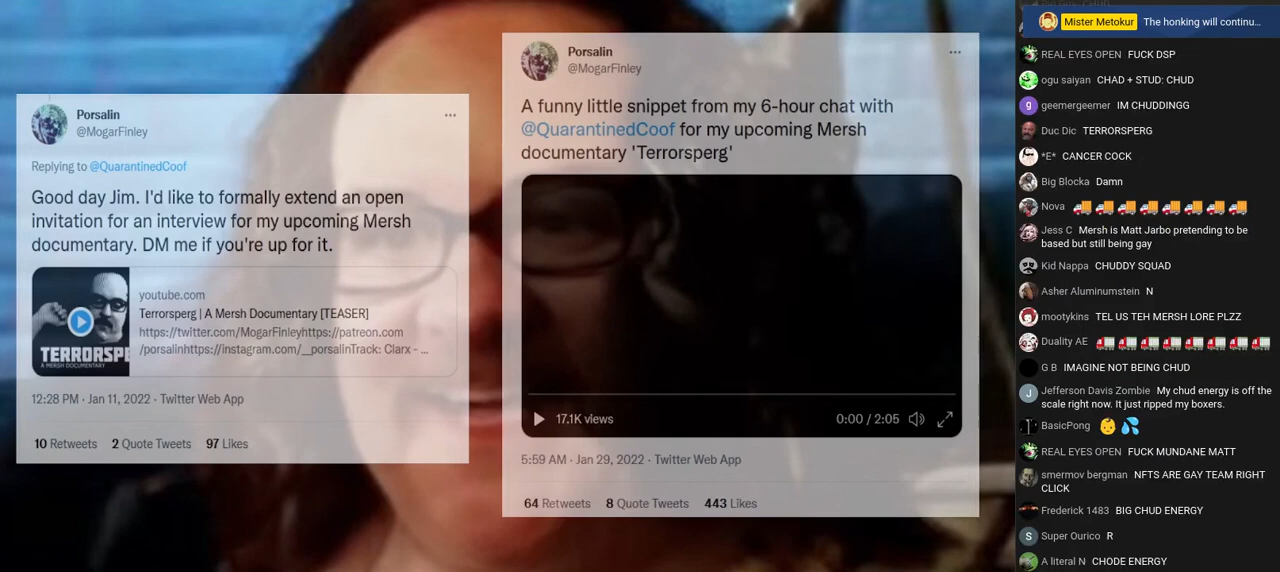 Porsalin
@MogarFinley
Replying to @QuarantinedCoof
Good day Jim. I'd like to formally extend an open
invitation for an interview for my upcoming Mersh
documentary. DM me if you're up for it.
TERRORSPE
A MERSH DOCUMENTARY
youtube.com
Terrorsperg | A Mersh Documentary [TEASER]
https://twitter.com/MogarFinleyhttps://patreon.com
/porsalinhttps://instagram.com/__porsalinTrack: Clarx - ...
12:28 PM · Jan 11, 2022 · Twitter Web App
10 Retweets 2 Quote Tweets 97 Likes
Porsalin
@MogarFinley
A funny little snippet from my 6-hour chat with
@QuarantinedCoof for my upcoming Mersh
documentary 'Terrorsperg'
17.1K views 0:00 / 2:05
5:59 AM · Jan 29, 2022 · Twitter Web App
64 Retweets 8 Quote Tweets 443 Likes
Mister Metokur The honking will continu...
REAL EYES OPEN FUCK DSP
ogu saiyan CHAD + STUD: CHUD
g geemergeemer IM CHUDDINGG
Duc Dic TERRORSPERG
*E* CANCER COCK
Big Blocka Damn
Nova 🚚🚚🚚🚚🚚🚚🚚🚚
Jess C Mersh is Matt Jarbo pretending to
be based but still being gay
Kid Nappa CHUDDY SQUAD
Asher Aluminumstein N
mootykins TEL US TEH MERSH LORE PLZZ
Duality AE 🚛🚛🚛🚛🚛🚛🚛🚛
G B IMAGINE NOT BEING CHUD
J Jefferson Davis Zombie My chud energy is off the
scale right now. It just ripped my boxers.
BasicPong 👶💦
REAL EYES OPEN FUCK MUNDANE MATT
smermov bergman NFTS ARE GAY TEAM RIGHT
CLICK
Frederick 1483 BIG CHUD ENERGY
S Super Ourico R
A literal N CHODE ENERGY